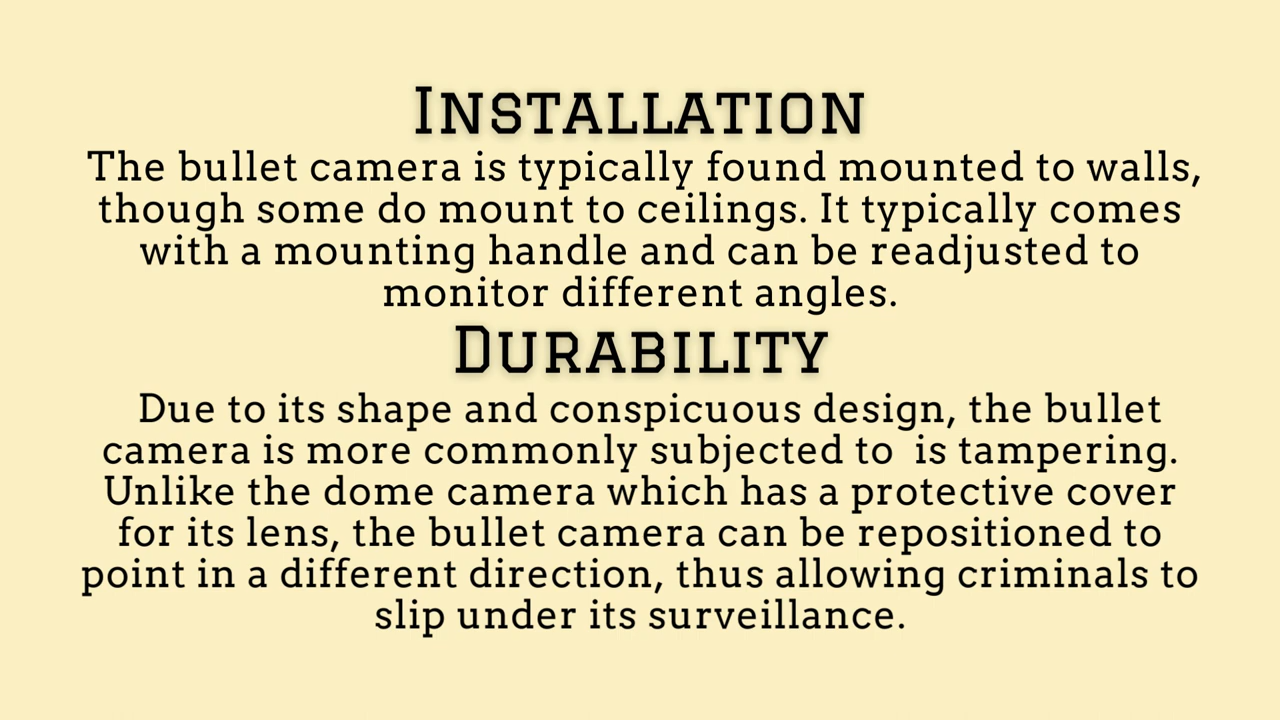 Installation
The bullet camera is typically found mounted to walls,
though some do mount to ceilings. It typically comes
with a mounting handle and can be readjusted to
monitor different angles.
Durability
Due to its shape and conspicuous design, the bullet
camera is more commonly subjected to  is tampering.
Unlike the dome camera which has a protective cover
for its lens, the bullet camera can be repositioned to
point in a different direction, thus allowing criminals to
slip under its surveillance.